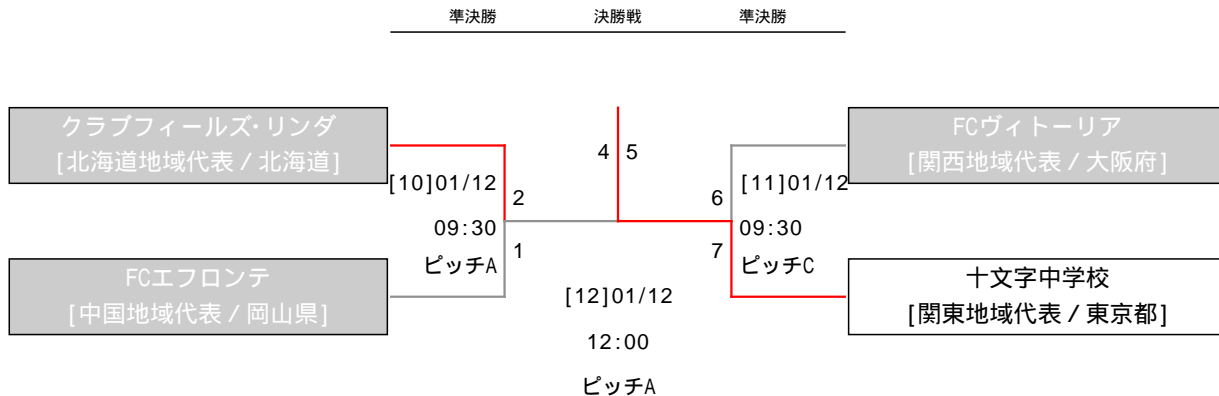 準決勝 決勝戦 準決勝
クラブフィールズ・リンダ
[北海道地域代表 / 北海道]
FCヴィトーリア
[関西地域代表 / 大阪府]
4 5
[10]01/12
2
6
[11]01/12
09:30
1
ピッチA
7
09:30
ピッチC
FCエフロンテ
[中国地域代表 / 岡山県]
十文字中学校
[関東地域代表 / 東京都]
[12]01/12
12:00
ピッチA